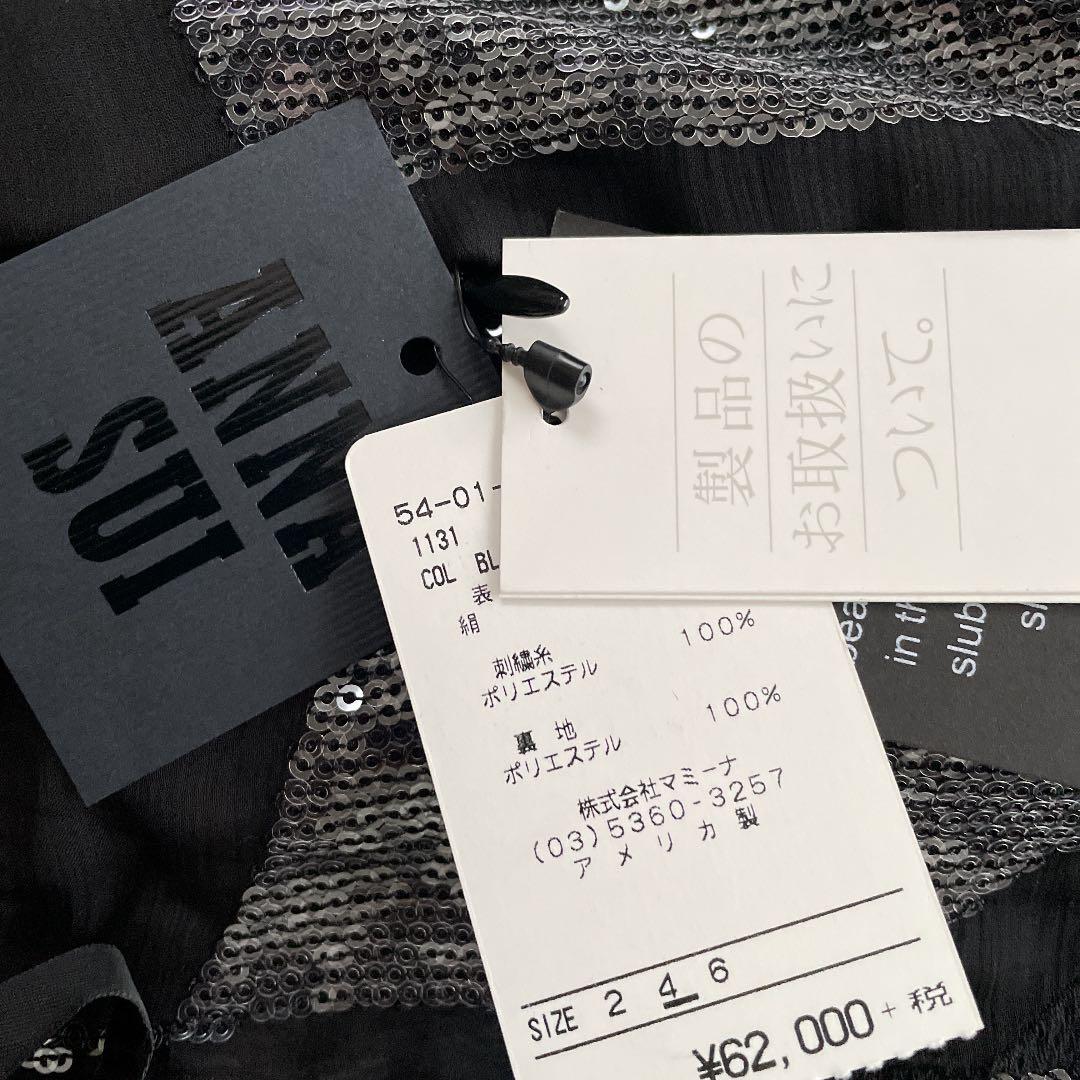 ANNA
SUI
製品の
お取扱いに
ついて。
54-01-
1131
COL BL
表
絹
100%
刺繍糸
ポリエステル
100%
裏 地
ポリエステル
株式会社マミーナ
(03)5360-3257
アメリカ製
SIZE 2 4 6
¥62,000+税
in th
slub